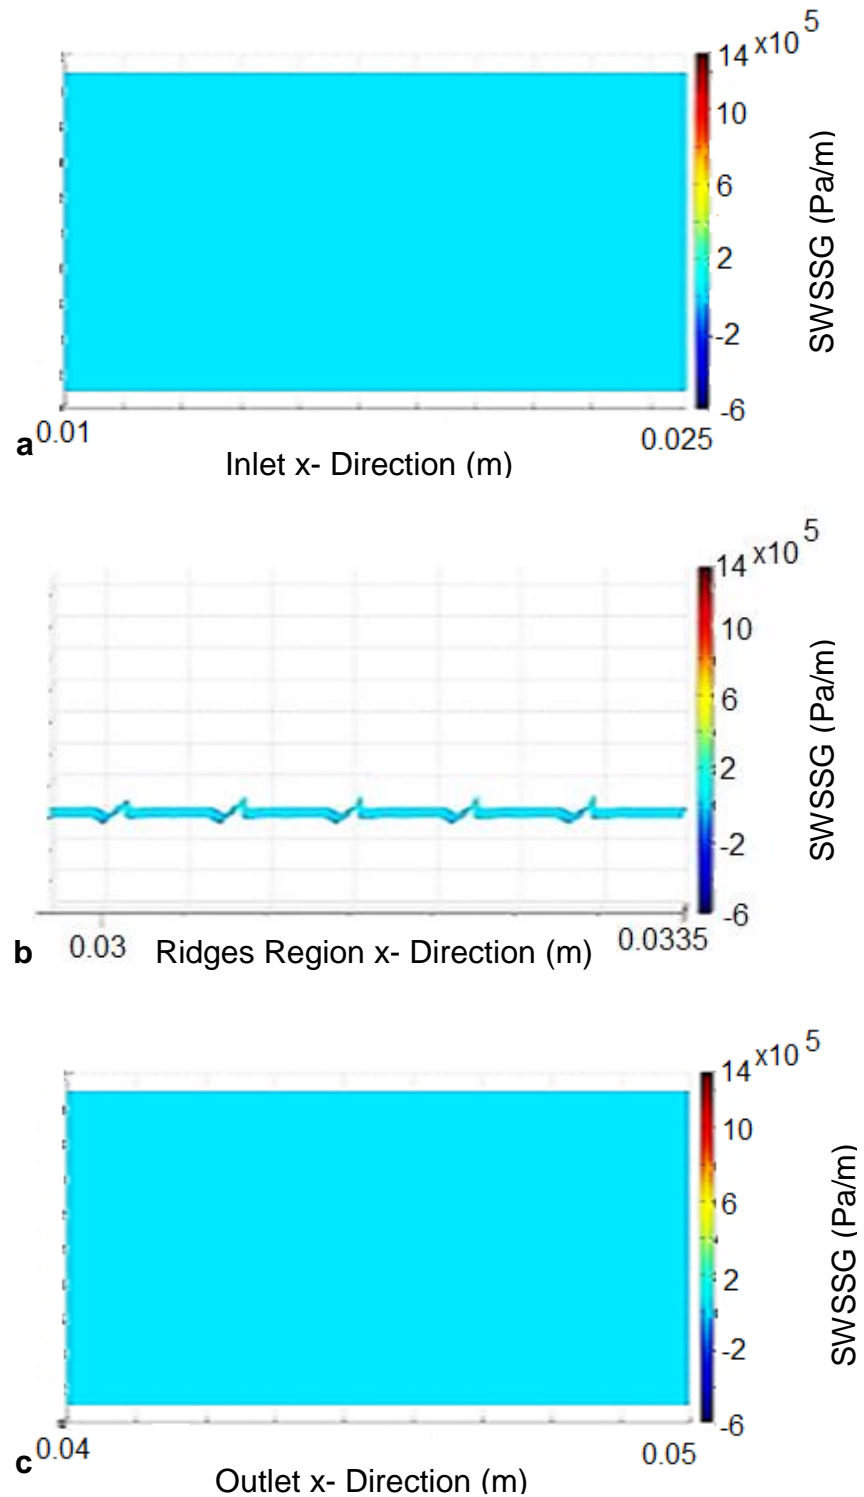 14 x10 5
10
6
2
-2
-6
SWSSG (Pa/m)
0.01 0.025
a
Inlet x- Direction (m)
14 x10 5
10
6
2
-2
-6
SWSSG (Pa/m)
0.03 0.0335
b Ridges Region x- Direction (m)
14 x10 5
10
6
2
-2
-6
SWSSG (Pa/m)
0.04 0.05
c
Outlet x- Direction (m)